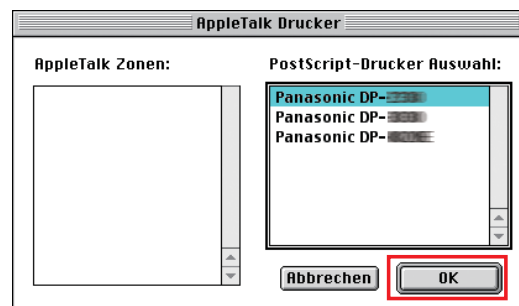 AppleTalk Drucker
AppleTalk Zonen:
PostScript-Drucker Auswahl:
Panasonic DP-
Panasonic DP-
Panasonic DP-
Abbrechen
OK